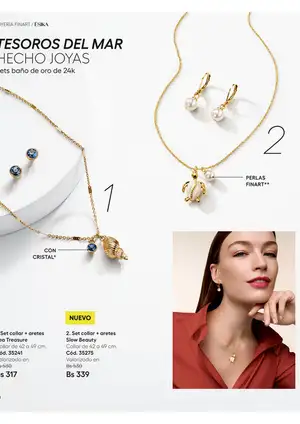 YERÍA FINART / ÉSIKA
TESOROS DEL MAR
HECHO JOYAS
ets baño de oro de 24k
1
2
PERLAS
FINART**
CON
CRISTAL*
NUEVO
Set collar + aretes
ea Treasure
Collar de 42 a 49 cm.
Cód. 35241
Valorizado en
Bs 317
2. Set collar + aretes
Slow Beauty
Collar de 42 a 49 cm.
Cód. 35275
Valorizado en
Bs 339